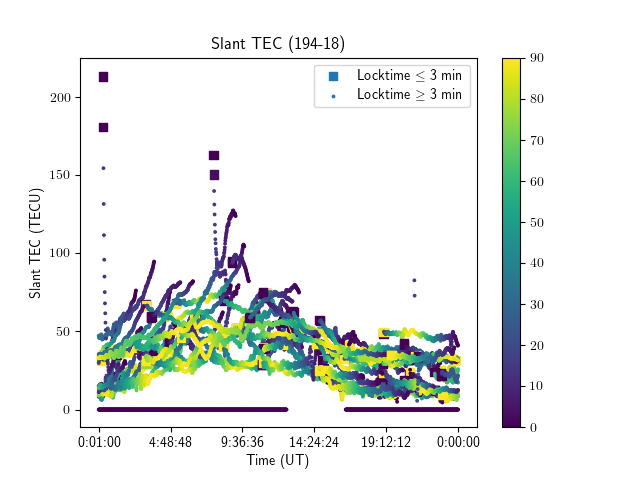 Slant TEC (194-18)
Locktime ≤ 3 min
Locktime ≥ 3 min
200
150
100
50
0
Slant TEC (TECU)
0:01:00 4:48:48 9:36:36 14:24:24 19:12:12 0:00:00
Time (UT)
90
80
70
60
50
40
30
20
10
0